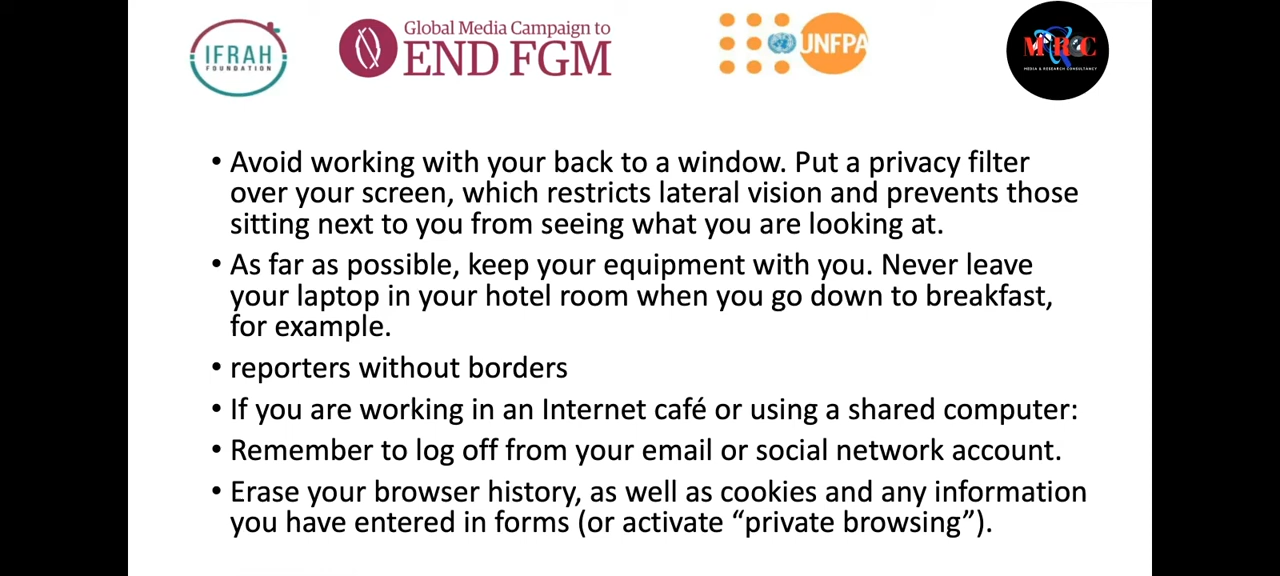 IFRAH
FOUNDATION
Global Media Campaign to
END FGM
UNFPA
MEDIA & RESEARCH CONSULTANCY
• Avoid working with your back to a window. Put a privacy filter
over your screen, which restricts lateral vision and prevents those
sitting next to you from seeing what you are looking at.
• As far as possible, keep your equipment with you. Never leave
your laptop in your hotel room when you go down to breakfast,
for example.
• reporters without borders
• If you are working in an Internet café or using a shared computer:
• Remember to log off from your email or social network account.
• Erase your browser history, as well as cookies and any information
you have entered in forms (or activate “private browsing”).